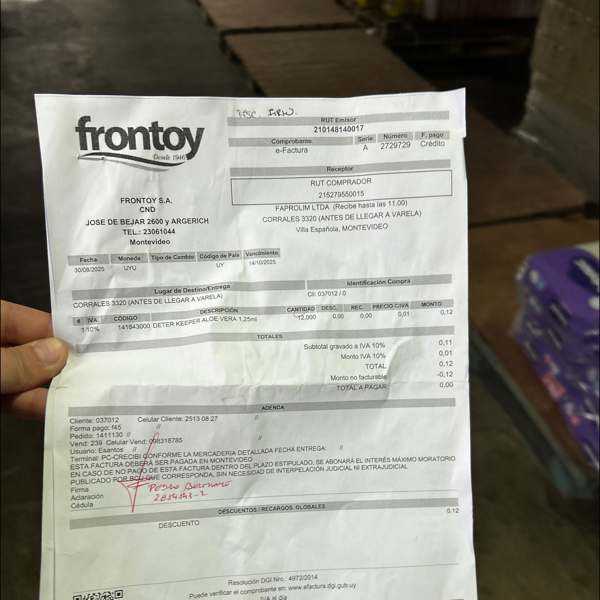 frontoy
Desde 1946
RUT Emisor
210148140017
Comprobante Serie Número F. pago
e-Factura A 2729729 Crédito
Receptor
RUT COMPRADOR
215279550015
FAPROLIM LTDA (Recibe hasta las 11.00)
CORRALES 3320 (ANTES DE LLEGAR A VARELA)
Villa Española, MONTEVIDEO
FRONTOY S.A.
CND
JOSE DE BEJAR 2600 y ARGERICH
TEL.: 23061044
Montevideo
Fecha Moneda Tipo de Cambio Código de País Vencimiento
30/08/2025 UYU UY 14/10/2025
Lugar de Destino/Entrega Identificación Compra
CORRALES 3320 (ANTES DE LLEGAR A VARELA) Cli: 037012 / 0
# IVA CÓDIGO DESCRIPCIÓN CANTIDAD DESC. REC. PRECIO C/IVA MONTO
1 10% 141843000 DETER KEEPER ALOE VERA 1,25ml 12,000 0,00 0,00 0,01 0,12
TOTALES
Subtotal gravado a IVA 10% 0,11
Monto IVA 10% 0,01
TOTAL 0,12
Monto no facturable -0,12
TOTAL A PAGAR 0,00
ADENDA
Cliente: 037012 Celular Cliente: 2513 08 27 //
Forma pago: f45 //
Pedido: 1411130 //
Vend: 239 Celular Vend: 098318785 //
Usuario: Esantos //
Terminal: PC-CRECIBI CONFORME LA MERCADERIA DETALLADA FECHA ENTREGA: //
ESTA FACTURA DEBERÁ SER PAGADA EN MONTEVIDEO
EN CASO DE NO PAGO DE ESTA FACTURA DENTRO DEL PLAZO ESTIPULADO, SE ABONARÁ EL INTERÉS MÁXIMO MORATORIO
PUBLICADO POR BCU QUE CORRESPONDA, SIN NECESIDAD DE INTERPELACIÓN JUDICIAL NI EXTRAJUDICIAL
Firma
Aclaración PEDRO
Cédula
DESCUENTOS / RECARGOS GLOBALES
DESCUENTO 0,12
Resolución DGI Nro.: 4972/2014
Puede verificar el comprobante en: www.efactura.dgi.gub.uy
IVA al día